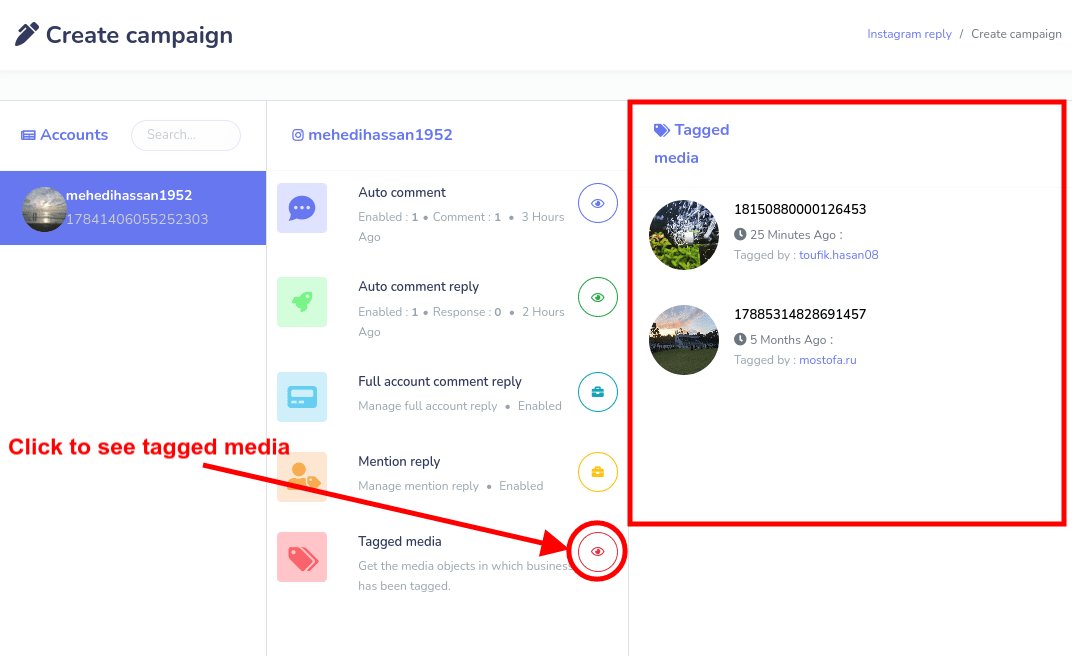 Create campaign
Instagram reply / Create campaign
Accounts
Search...
mehedihassan1952
17841406055252303
mehedihassan1952
Auto comment
Enabled : 1 • Comment : 1 • 3 Hours
Ago
Auto comment reply
Enabled : 1 • Response : 0 • 2 Hours
Ago
Full account comment reply
Manage full account reply • Enabled
Click to see tagged media
Mention reply
Manage mention reply • Enabled
Tagged media
Get the media objects in which business
has been tagged.
Tagged
media
18150880000126453
25 Minutes Ago :
Tagged by : toufik.hasan08
17885314828691457
5 Months Ago :
Tagged by : mostofa.ru